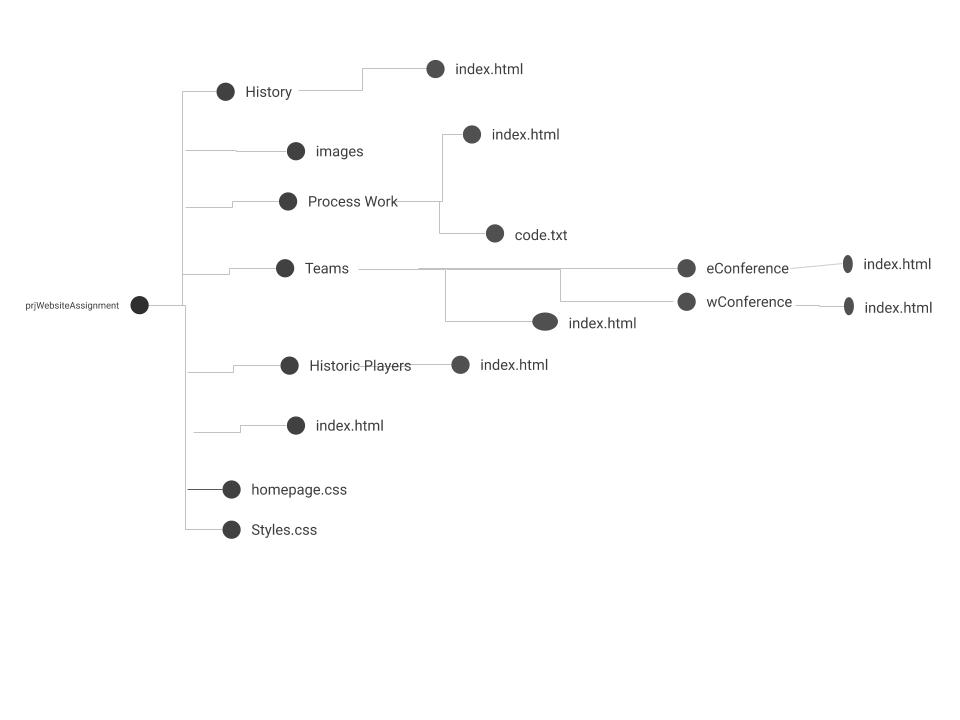 index.html
History
index.html
images
Process Work
code.txt
Teams
eConference
index.html
wConference
index.html
prjWebsiteAssignment
index.html
Historic Players
index.html
index.html
homepage.css
Styles.css